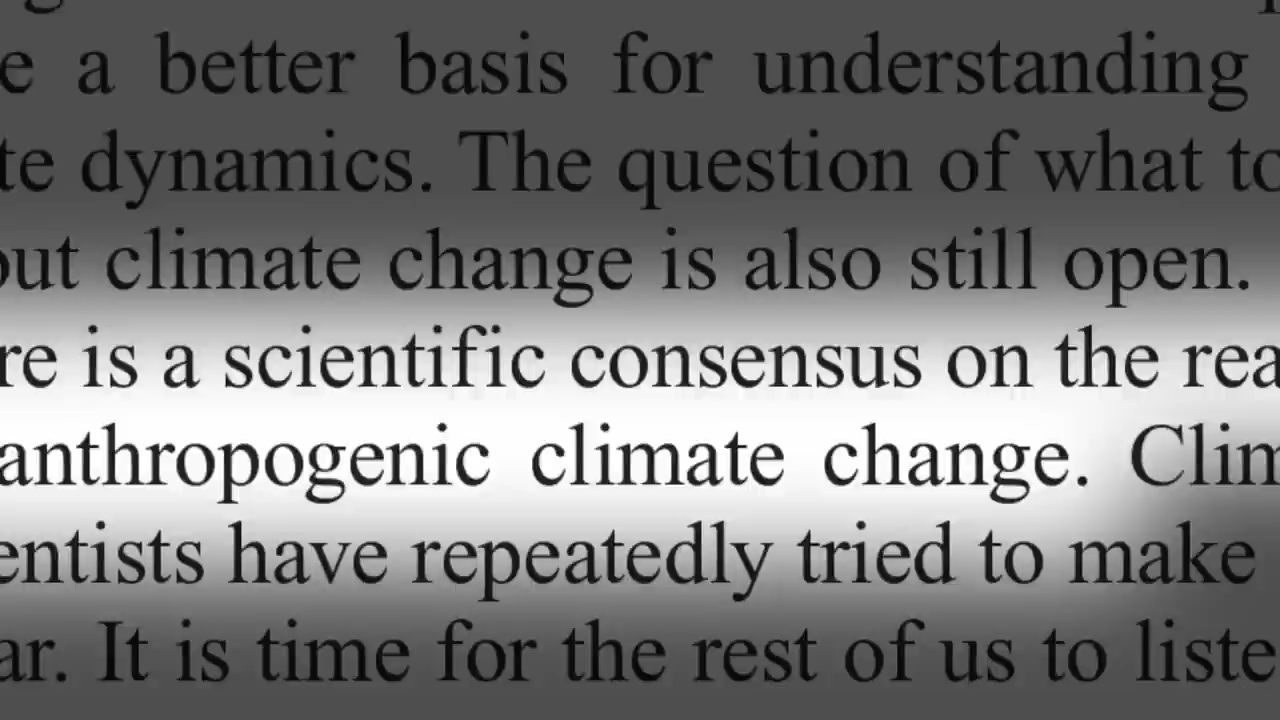 e a better basis for understanding
te dynamics. The question of what to
out climate change is also still open.
re is a scientific consensus on the rea
anthropogenic climate change. Clim
entists have repeatedly tried to make
ar. It is time for the rest of us to liste